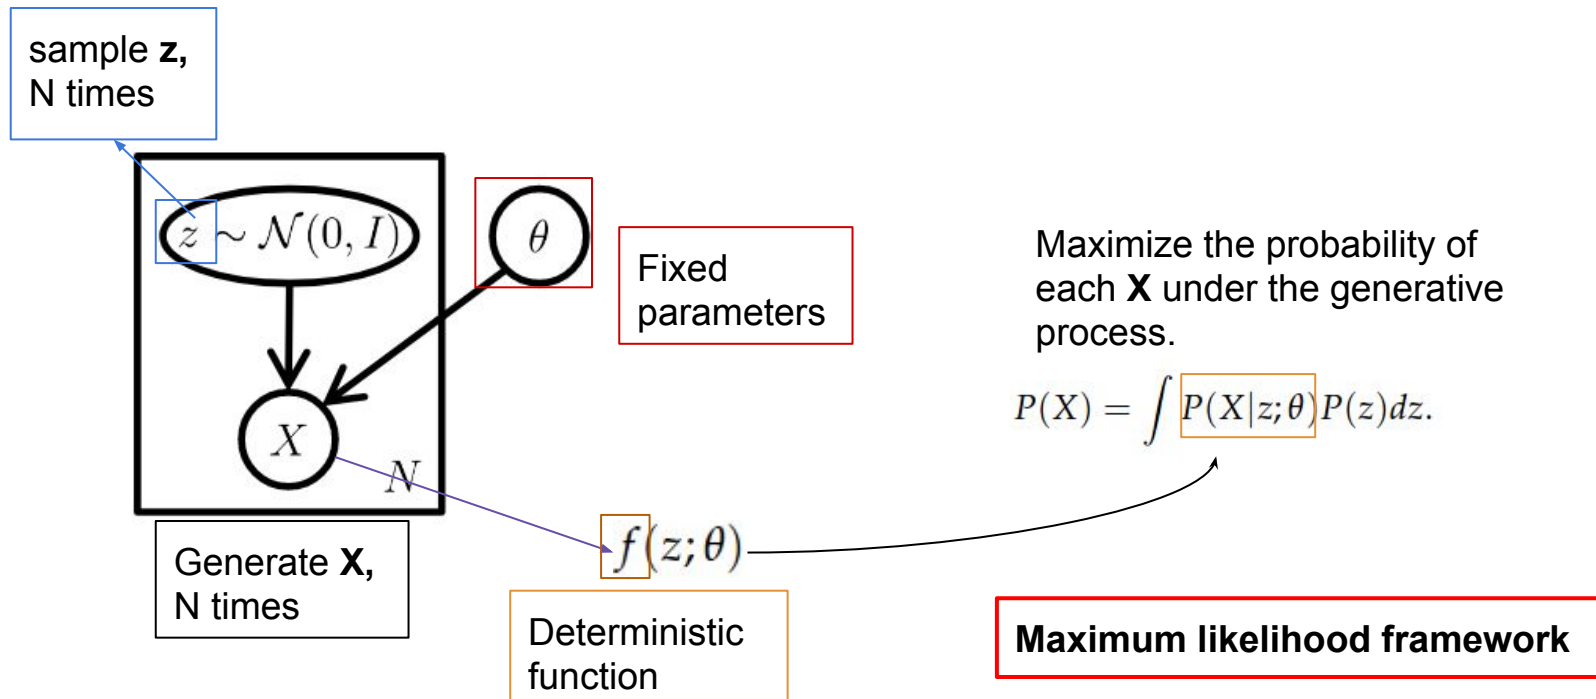 sample z,
N times
z ∼ 𝒩(0, I)
θ
X
N
Fixed
parameters
Generate X,
N times
f(z; θ)
Deterministic
function
Maximize the probability of
each X under the generative
process.
P(X) = ∫ P(X|z; θ)P(z)dz.
Maximum likelihood framework